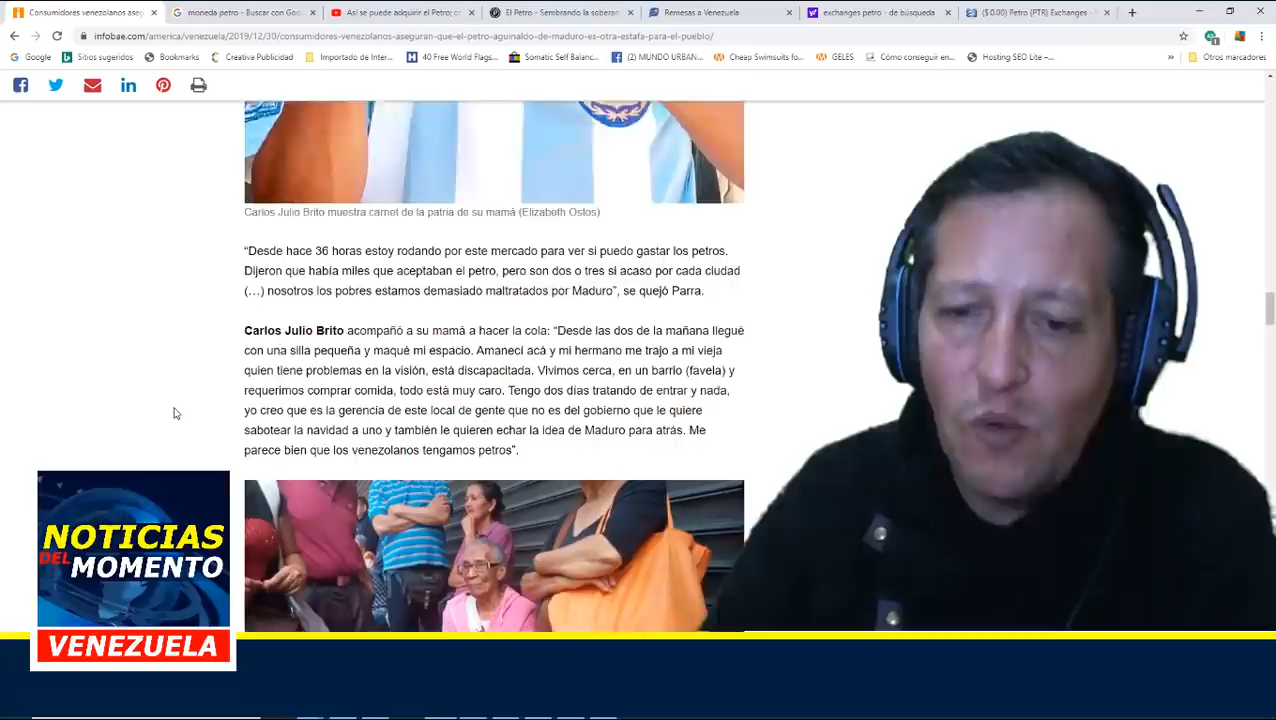 Consumidores venezolanos aseg
moneda petro - Buscar con Goo
Así se puede adquirir el Petro; cr
El Petro - Sembrando la soberan
Remesas a Venezuela
exchanges petro - de búsqueda
($ 0.00) Petro (PTR) Exchanges -
infobae.com/america/venezuela/2019/12/30/consumidores-venezolanos-aseguran-que-el-petro-aguinaldo-de-maduro-es-otra-estafa-para-el-pueblo/
Google
Sitios sugeridos
Bookmarks
Creativa Publicidad
Importado de Inter...
40 Free World Flags...
Somatic Self Balanc...
(2) MUNDO URBAN...
Cheap Swimsuits fo...
GELES
Cómo conseguir en...
Hosting SEO Lite –...
»
Otros marcadores
Carlos Julio Brito muestra carnet de la patria de su mamá (Elizabeth Ostos)
“Desde hace 36 horas estoy rodando por este mercado para ver si puedo gastar los petros.
Dijeron que había miles que aceptaban el petro, pero son dos o tres si acaso por cada ciudad
(…) nosotros los pobres estamos demasiado maltratados por Maduro”, se quejó Parra.
Carlos Julio Brito acompañó a su mamá a hacer la cola: “Desde las dos de la mañana llegué
con una silla pequeña y maqué mi espacio. Amanecí acá y mi hermano me trajo a mi vieja
quien tiene problemas en la visión, está discapacitada. Vivimos cerca, en un barrio (favela) y
requerimos comprar comida, todo está muy caro. Tengo dos días tratando de entrar y nada,
yo creo que es la gerencia de este local de gente que no es del gobierno que le quiere
sabotear la navidad a uno y también le quieren echar la idea de Maduro para atrás. Me
parece bien que los venezolanos tengamos petros”.
NOTICIAS
DEL MOMENTO
VENEZUELA